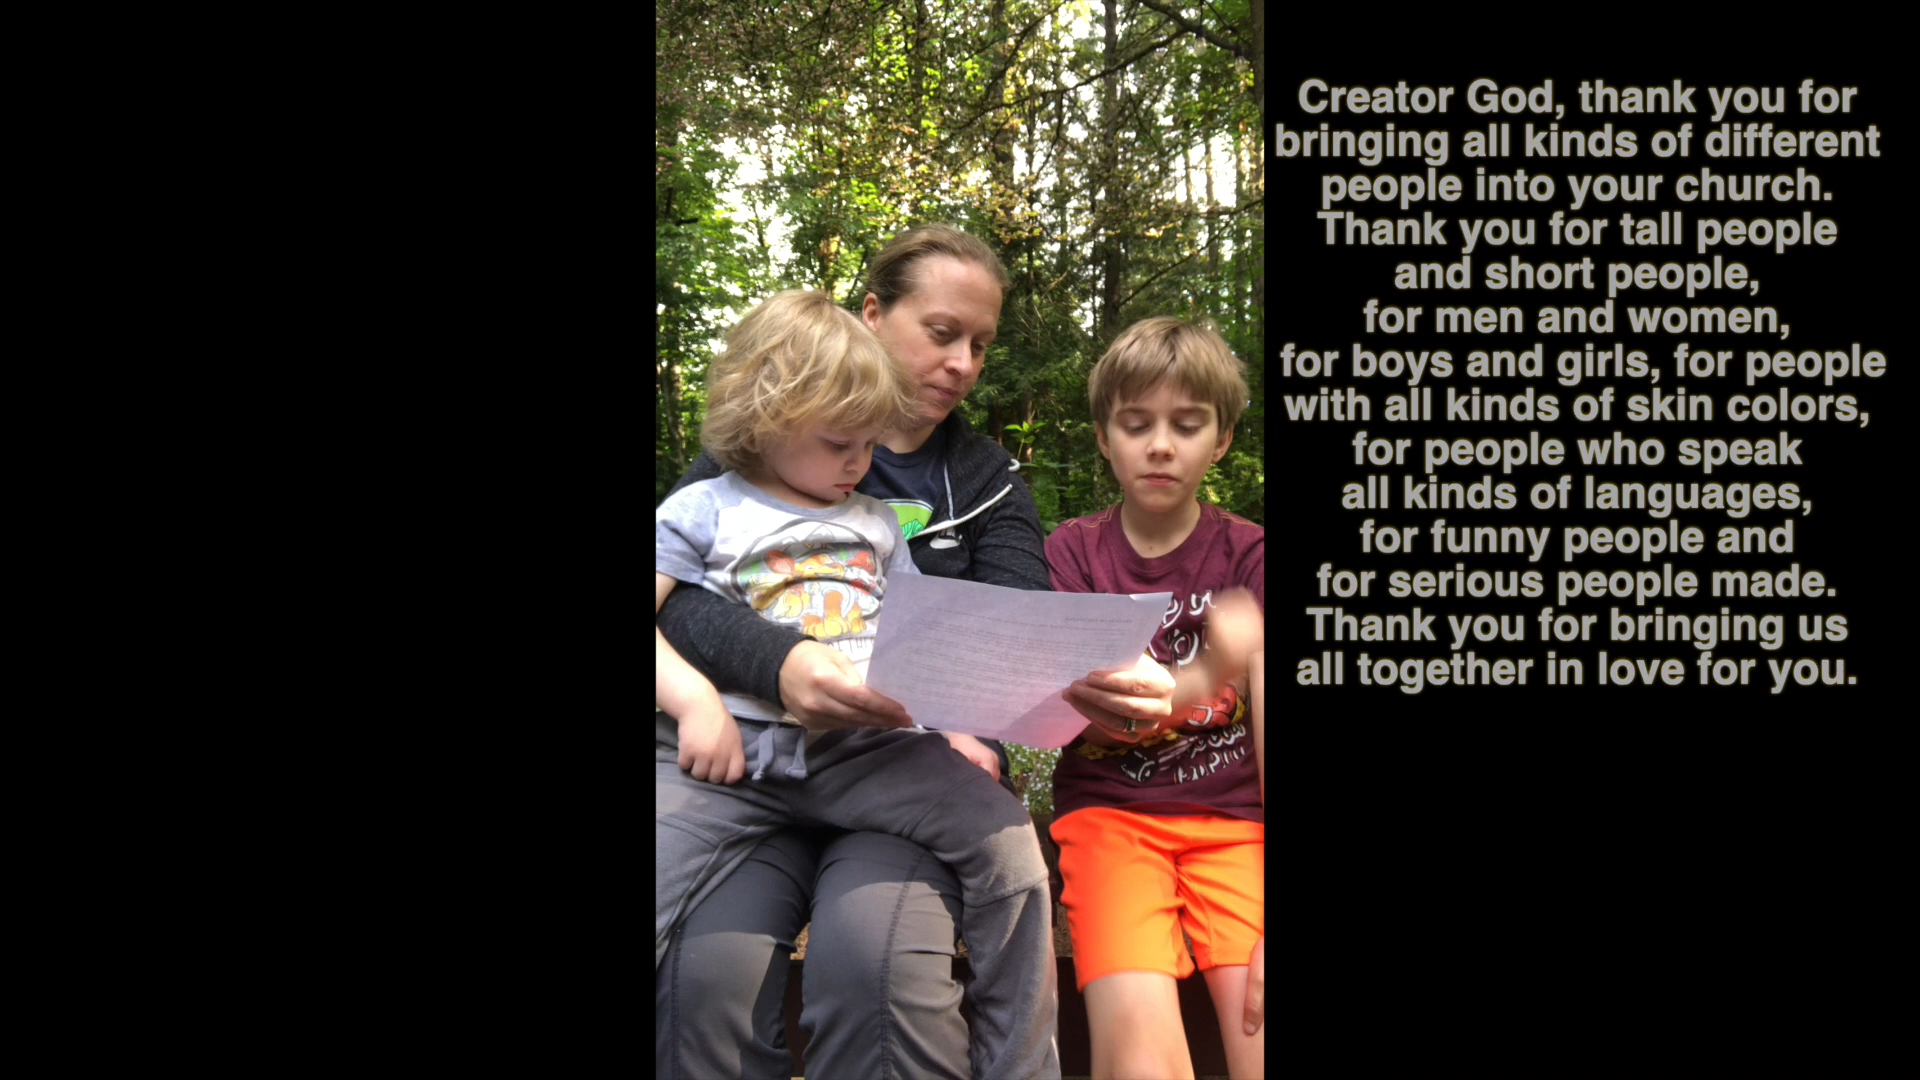 Creator God, thank you for
bringing all kinds of different
people into your church.
Thank you for tall people
and short people,
for men and women,
for boys and girls, for people
with all kinds of skin colors,
for people who speak
all kinds of languages,
for funny people and
for serious people made.
Thank you for bringing us
all together in love for you.